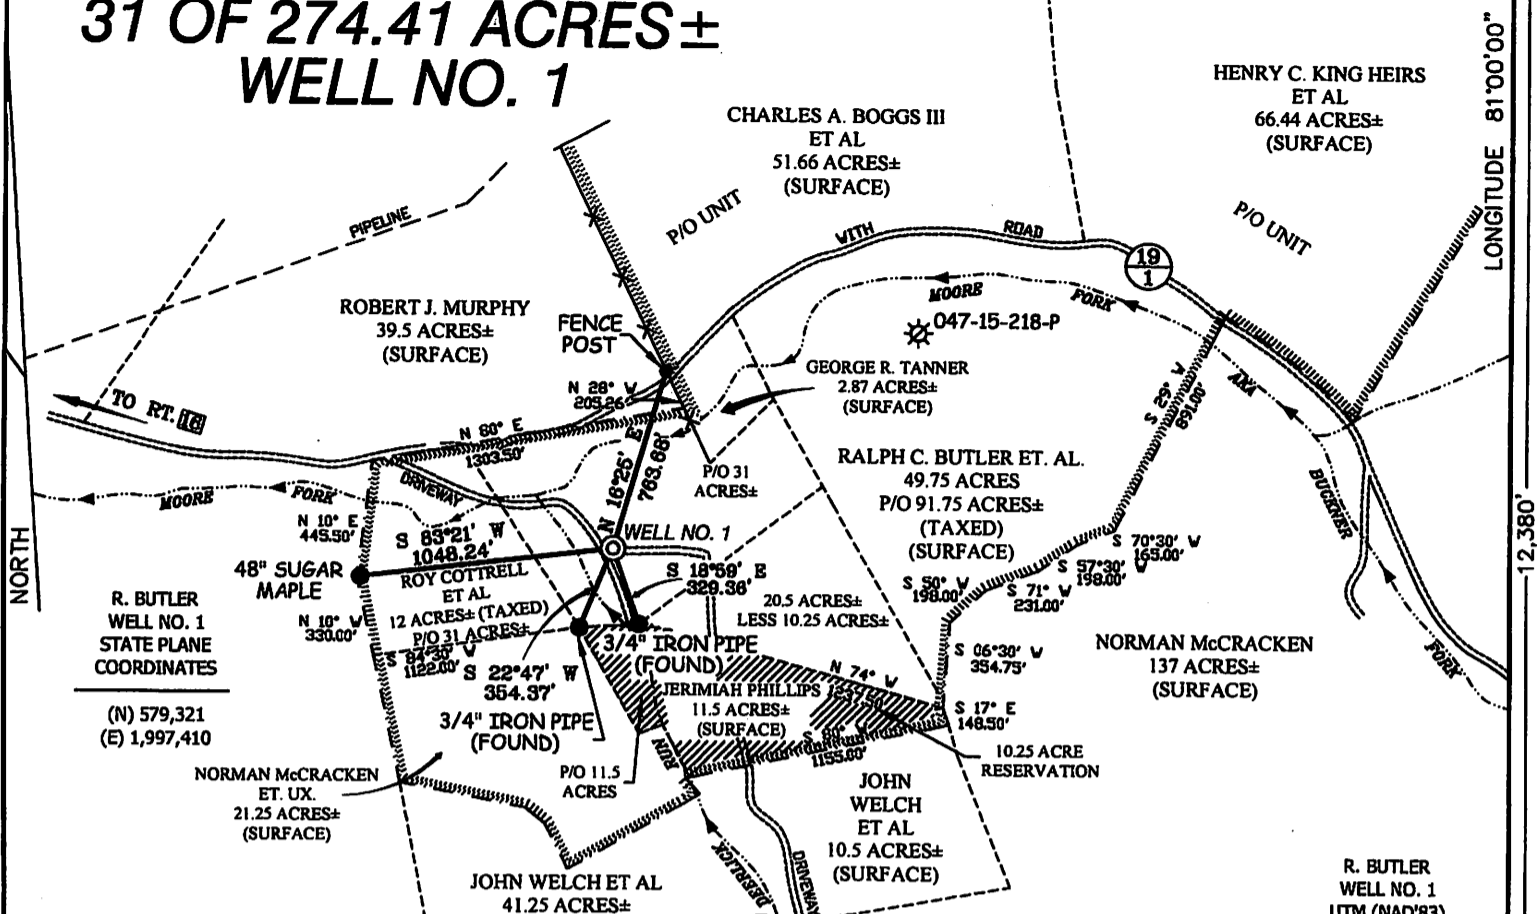 31 OF 274.41 ACRES±
WELL NO. 1
HENRY C. KING HEIRS
ET AL
66.44 ACRES±
(SURFACE)
LONGITUDE 81°00'00"
CHARLES A. BOGGS III
ET AL
51.66 ACRES±
(SURFACE)
P/O UNIT
P/O UNIT
PIPELINE
WITH ROAD
19
1
MOORE FORK
047-15-218-P
ROBERT J. MURPHY
39.5 ACRES±
(SURFACE)
FENCE
POST
GEORGE R. TANNER
2.87 ACRES±
(SURFACE)
N 28° W
205.26
TO RT. 16
N 80° E
1303.50'
S 29° W
891.00'
ANA
BUCKNER
FORK
N 16°25' E
763.68'
P/O 31
ACRES±
RALPH C. BUTLER ET. AL.
49.75 ACRES
P/O 91.75 ACRES±
(TAXED)
(SURFACE)
DRIVEWAY
MOORE FORK
N 10° E
445.50'
S 83°21' W
1048.24'
WELL NO. 1
S 70°30' W
165.00'
S 57°30' W
198.00'
S 71° W
231.00'
S 50° W
198.00'
NORTH
12,380'
48" SUGAR
MAPLE
ROY COTTRELL
ET AL
12 ACRES± (TAXED)
P/O 31 ACRES±
S 18°59' E
329.36'
20.5 ACRES±
LESS 10.25 ACRES±
R. BUTLER
WELL NO. 1
STATE PLANE
COORDINATES
(N) 579,321
(E) 1,997,410
N 10° W
330.00'
S 84°30' W
1122.00'
S 22°47' W
354.37'
3/4" IRON PIPE
(FOUND)
3/4" IRON PIPE
(FOUND)
N 74° W
S 06°30' W
354.75'
NORMAN McCRACKEN
137 ACRES±
(SURFACE)
JERIMIAH PHILLIPS
11.5 ACRES±
(SURFACE)
S 17° E
148.50'
1155.00'
10.25 ACRE
RESERVATION
P/O 11.5
ACRES
RUN
NORMAN McCRACKEN
ET. UX.
21.25 ACRES±
(SURFACE)
JOHN
WELCH
ET AL
10.5 ACRES±
(SURFACE)
DEERLICK
DRIVEWAY
JOHN WELCH ET AL
41.25 ACRES±
R. BUTLER
WELL NO. 1
UTM (NAD'83)